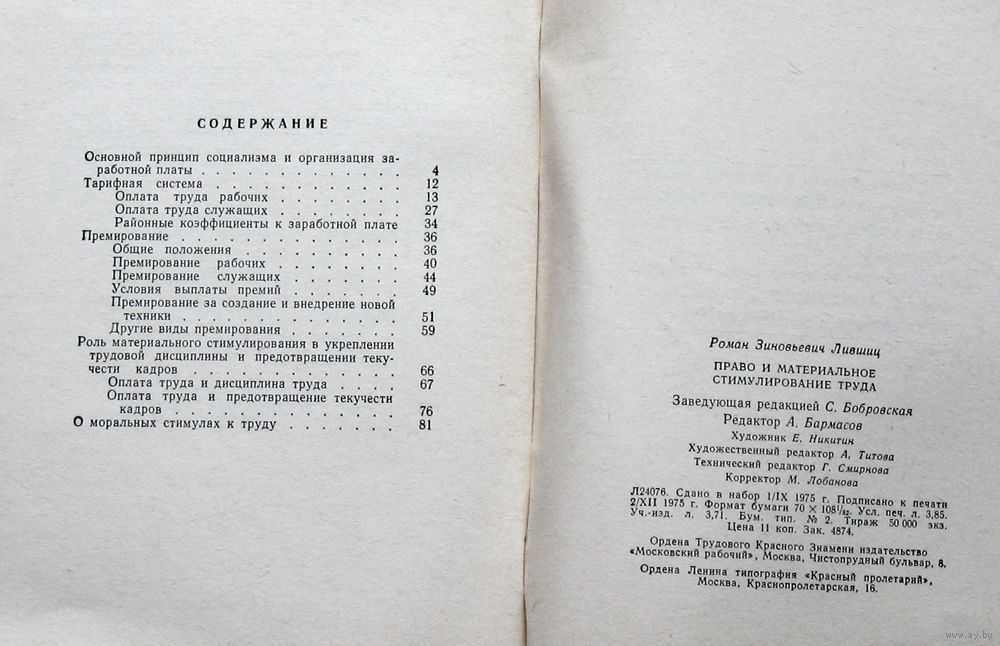 СОДЕРЖАНИЕ
Основной принцип социализма и организация за-
работной платы . . . . . . . . . . . . . 4
Тарифная система . . . . . . . . . . . . 12
Оплата труда рабочих . . . . . . . . 13
Оплата труда служащих . . . . . . . . 27
Районные коэффициенты к заработной плате 34
Премирование . . . . . . . . . . . . . . 36
Общие положения . . . . . . . . . . 36
Премирование рабочих . . . . . . . . 40
Премирование служащих . . . . . . . . 44
Условия выплаты премий . . . . . . . 49
Премирование за создание и внедрение новой
техники . . . . . . . . . . . . . . 51
Другие виды премирования . . . . . . . 59
Роль материального стимулирования в укреплении
трудовой дисциплины и предотвращении теку-
чести кадров . . . . . . . . . . . . . 66
Оплата труда и дисциплина труда . . . . 67
Оплата труда и предотвращение текучести
кадров . . . . . . . . . . . . . . 76
О моральных стимулах к труду . . . . . . . 81
Роман Зиновьевич Лившиц
ПРАВО И МАТЕРИАЛЬНОЕ
СТИМУЛИРОВАНИЕ ТРУДА
Заведующая редакцией С. Бобровская
Редактор А. Бармасов
Художник Е. Никитин
Художественный редактор А. Титова
Технический редактор Г. Смирнова
Корректор М. Лобанова
Л24076. Сдано в набор 1/IX 1975 г. Подписано к печати
2/XII 1975 г. Формат бумаги 70 × 108 1/32. Усл. печ. л. 3,85.
Уч.-изд. л. 3,71. Бум. тип. № 2. Тираж 50 000 экз.
Цена 11 коп. Зак. 4874.
Ордена Трудового Красного Знамени издательство
«Московский рабочий», Москва, Чистопрудный бульвар, 8.
Ордена Ленина типография «Красный пролетарий»,
Москва, Краснопролетарская, 16.
www.ay.by